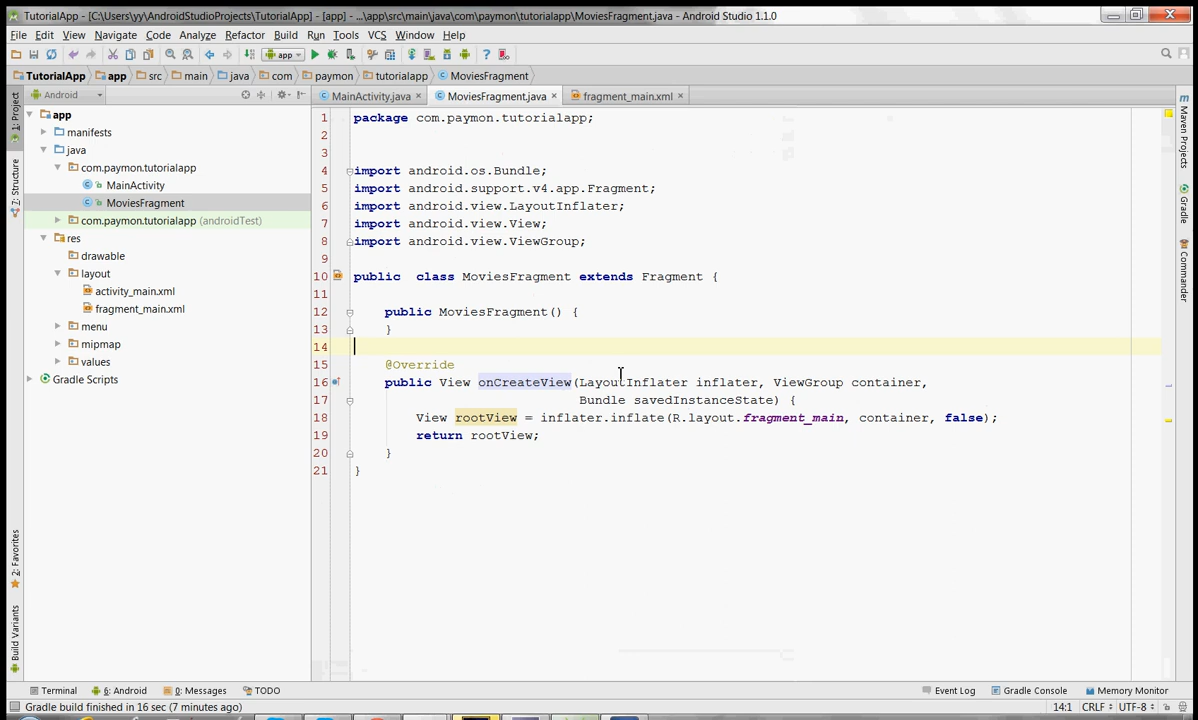 TutorialApp - [C:\Users\yy\AndroidStudioProjects\TutorialApp] - [app] - ...\app\src\main\java\com\paymon\tutorialapp\MoviesFragment.java - Android Studio 1.1.0
File Edit View Navigate Code Analyze Refactor Build Run Tools VCS Window Help
app
TutorialApp app src main java com paymon tutorialapp MoviesFragment
Android
MainActivity.java MoviesFragment.java fragment_main.xml
1: Project
7: Structure
2: Favorites
Build Variants
app
manifests
java
com.paymon.tutorialapp
MainActivity
MoviesFragment
com.paymon.tutorialapp (androidTest)
res
drawable
layout
activity_main.xml
fragment_main.xml
menu
mipmap
values
Gradle Scripts
1 package com.paymon.tutorialapp;
2
3
4 import android.os.Bundle;
5 import android.support.v4.app.Fragment;
6 import android.view.LayoutInflater;
7 import android.view.View;
8 import android.view.ViewGroup;
9
10 public class MoviesFragment extends Fragment {
11
12 public MoviesFragment() {
13 }
14
15 @Override
16 public View onCreateView(LayoutInflater inflater, ViewGroup container,
17 Bundle savedInstanceState) {
18 View rootView = inflater.inflate(R.layout.fragment_main, container, false);
19 return rootView;
20 }
21 }
Maven Projects
Gradle
Commander
Terminal 6: Android 0: Messages TODO Event Log Gradle Console Memory Monitor
Gradle build finished in 16 sec (7 minutes ago) 14:1 CRLF UTF-8